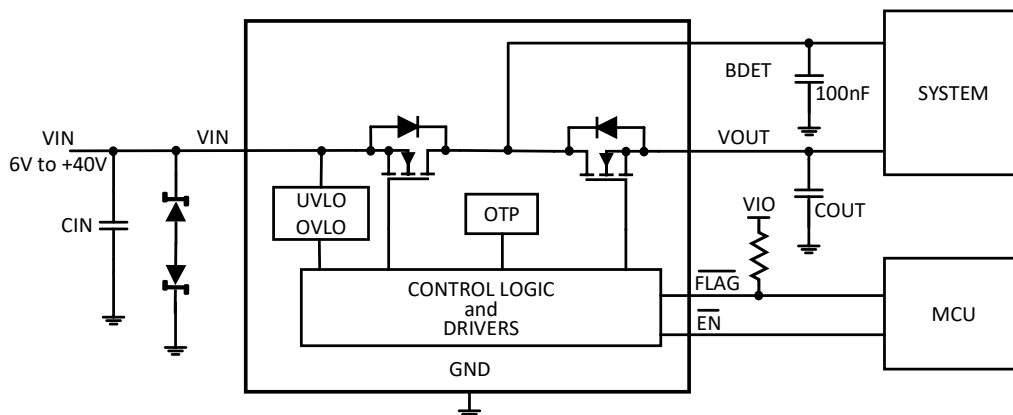 BDET
100nF
SYSTEM
VIN
VIN
6V to +40V
VOUT
CIN
UVLO
OVLO
OTP
VIO
COUT
CONTROL LOGIC
and
DRIVERS
FLAG
EN
MCU
GND